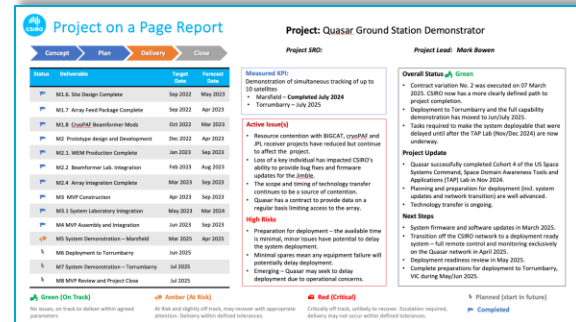 CSIRO
Project on a Page Report
Project: Quasar Ground Station Demonstrator
Project SRO:
Project Lead: Mark Bowen
Concept
Plan
Delivery
Close
Status Deliverable Target Date Forecast Date
M1.6. Site Design Complete Sep 2022 May 2023
M1.7 Array Feed Package Complete Sep 2022 Apr 2023
M1.8 CryoPAF Beamformer Mods Oct 2022 Mar 2023
M2 Prototype design and Development Dec 2022 Apr 2023
M2.1. WEM Production Complete Jan 2023 Sep 2023
M2.2 Beamformer Lab. Integration Feb 2023 Aug 2023
M2.4 Array Integration Complete Mar 2023 Sep 2023
M3 MVP Construction Apr 2023 Sep 2023
M3.1 System Laboratory Integration May 2023 Mar 2024
M4 MVP Assembly and Integration Jun 2023 Sep 2023
M5 System Demonstration – Marsfield Mar 2025 Apr 2025
M6 Deployment to Torrumbarry Jun 2025
M7 System Demonstration - Torrumbarry Jul 2025
M8 MVP Review and Project Close Jul 2025
Measured KPI:
Demonstration of simultaneous tracking of up to
10 satellites
• Marsfield – Completed July 2024
• Torrumbarry – July 2025
Active Issue(s)
• Resource contention with BIGCAT, cryoPAF and
JPL receiver projects have reduced but continue
to affect the project.
• Loss of a key individual has impacted CSIRO's
ability to provide bug fixes and firmware
updates for the Jimble.
• The scope and timing of technology transfer
continues to be a source of contention.
• Quasar has a contract to provide data on a
regular basis limiting access to the array.
High Risks
• Preparation for deployment – the available time
is minimal, minor issues have potential to delay
the system deployment.
• Minimal spares mean any equipment failure will
potentially delay deployment.
• Emerging – Quasar may seek to delay
deployment due to operational concerns.
Overall Status Green
• Contract variation No. 2 was executed on 07 March
2025. CSIRO now has a more clearly defined path to
project completion.
• Deployment to Torrumbarry and the full capability
demonstration has moved to Jun/July 2025.
• Tasks required to make the system deployable that were
delayed until after the TAP Lab (Nov/Dec 2024) are now
underway.
Project Update
• Quasar successfully completed Cohort 4 of the US Space
Systems Command, Space Domain Awareness Tools and
Applications (TAP) Lab in Nov 2024.
• Planning and preparation for deployment (incl. system
updates and network transition) are well advanced.
• Technology transfer is ongoing.
Next Steps
• System firmware and software updates in March 2025.
• Transition off the CSIRO network to a deployment ready
system – full remote control and monitoring exclusively
on the Quasar network in April 2025.
• Deployment readiness review in May 2025.
• Complete preparations for deployment to Torrumbarry,
VIC during May/Jun 2025.
Green (On Track)
No issues, on track to deliver within agreed
parameters
Amber (At Risk)
At Risk and slightly off track, may recover with appropriate
attention. Delivery within defined tolerances.
Red (Critical)
Critically off track, unlikely to recover. Escalation required,
delivery may not occur within defined tolerances.
Planned (start in future)
Completed